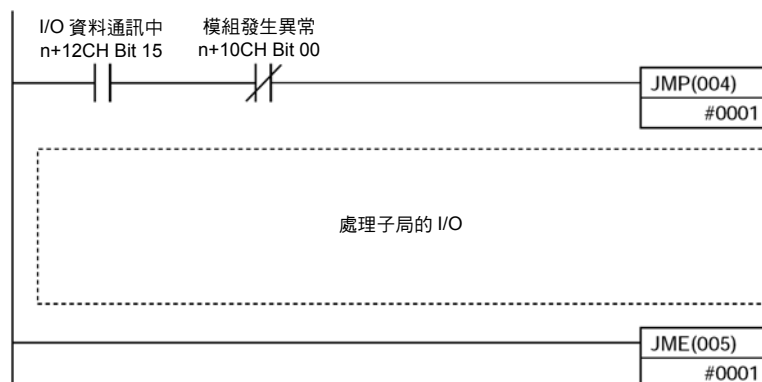 I/O 資料通訊中
n+12CH Bit 15
模組發生異常
n+10CH Bit 00
JMP(004)
#0001
處理子局的 I/O
JME(005)
#0001